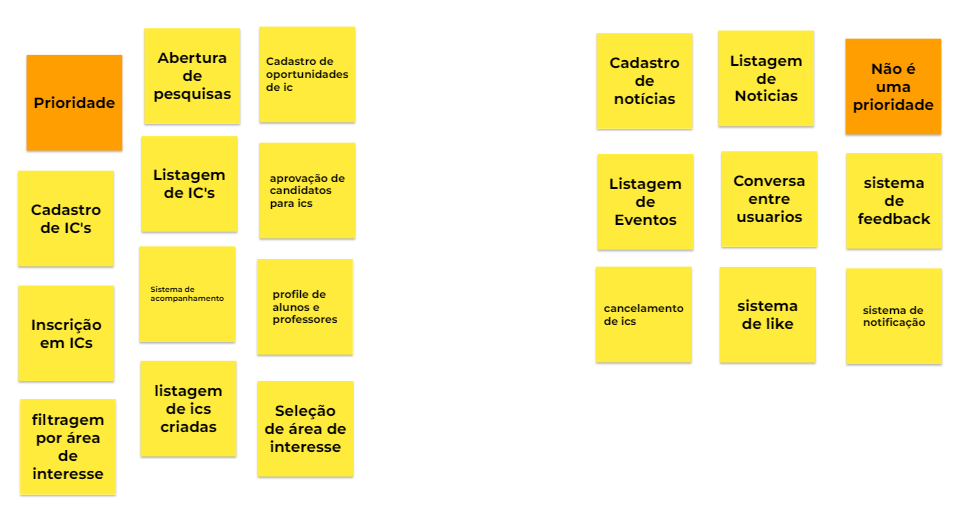 Prioridade
Abertura
de
pesquisas
Cadastro de
oportunidades
de ic
Cadastro
de IC's
Listagem
de IC's
aprovação de
candidatos
para ics
Inscrição
em ICs
Sistema de
acompanhamento
profile de
alunos e
professores
filtragem
por área
de
interesse
listagem
de ics
criadas
Seleção
de área de
interesse
Cadastro
de
notícias
Listagem
de
Noticias
Não é
uma
prioridade
Listagem
de
Eventos
Conversa
entre
usuarios
sistema
de
feedback
cancelamento
de ics
sistema
de like
sistema de
notificação